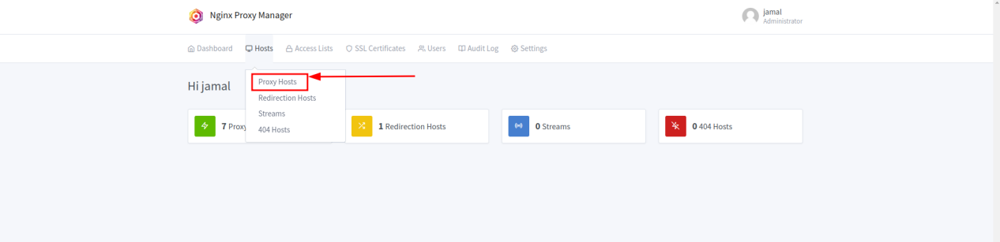 Nginx Proxy Manager
jamal
Administrator
Dashboard Hosts Access Lists SSL Certificates Users Audit Log Settings
Hi jamal
Proxy Hosts
Redirection Hosts
Streams
404 Hosts
7 Proxy
1 Redirection Hosts
0 Streams
0 404 Hosts